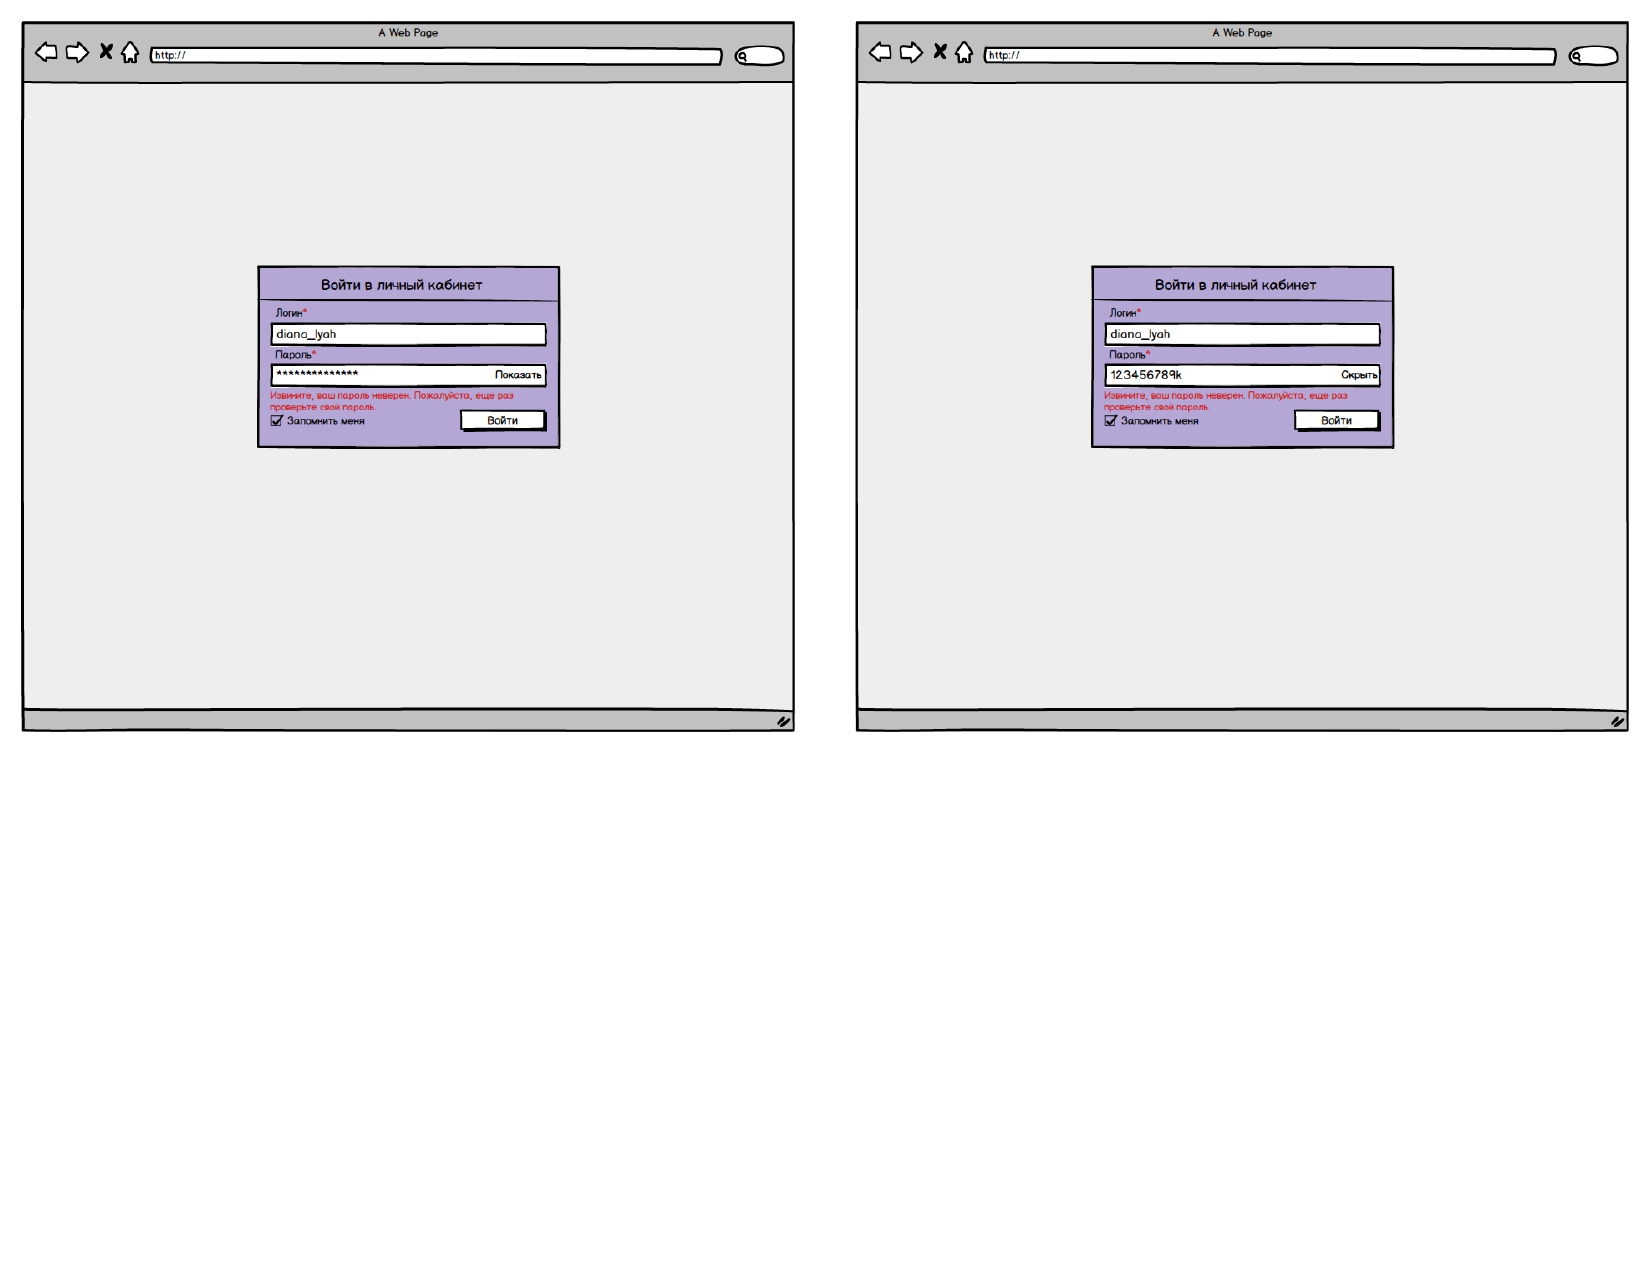 A Web Page
http://
Войти в личный кабинет
Логин*
diana_lyah
Пароль*
************** Показать
Извините, ваш пароль неверен. Пожалуйста, еще раз
проверьте свой пароль.
Запомнить меня Войти
A Web Page
http://
Войти в личный кабинет
Логин*
diana_lyah
Пароль*
123456789k Скрыть
Извините, ваш пароль неверен. Пожалуйста, еще раз
проверьте свой пароль.
Запомнить меня Войти